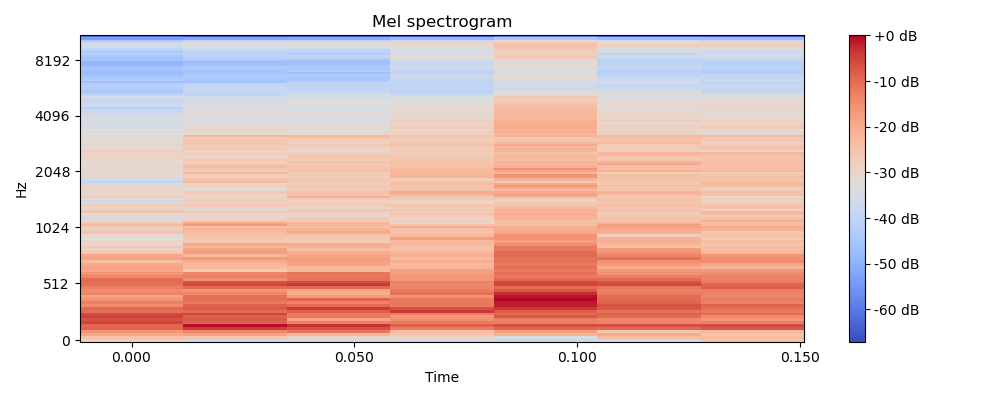 Mel spectrogram
Hz
8192
4096
2048
1024
512
0
0.000
0.050
0.100
0.150
Time
+0 dB
-10 dB
-20 dB
-30 dB
-40 dB
-50 dB
-60 dB